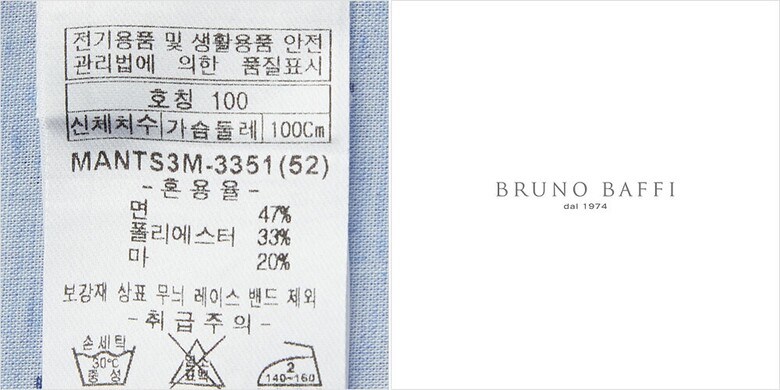 전기용품 및 생활용품 안전
관리법에 의한 품질표시
호칭 100
신체치수 가슴둘레 100Cm
MANTS3M-3351(52)
-혼용율-
면 47%
폴리에스터 33%
마 20%
보강재 상표 무늬 레이스 밴드 제외
-취급주의-
손세탁
30℃
중성
염소
표백
2
140~160
BRUNO BAFFI
dal 1974